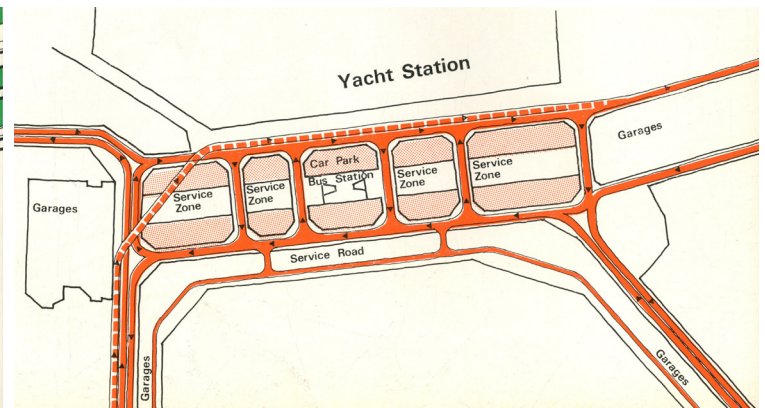 Yacht Station
Garages
Car Park
Bus Station
Service
Zone
Service
Zone
Service
Zone
Service
Zone
Garages
Service Road
Garages
Garages